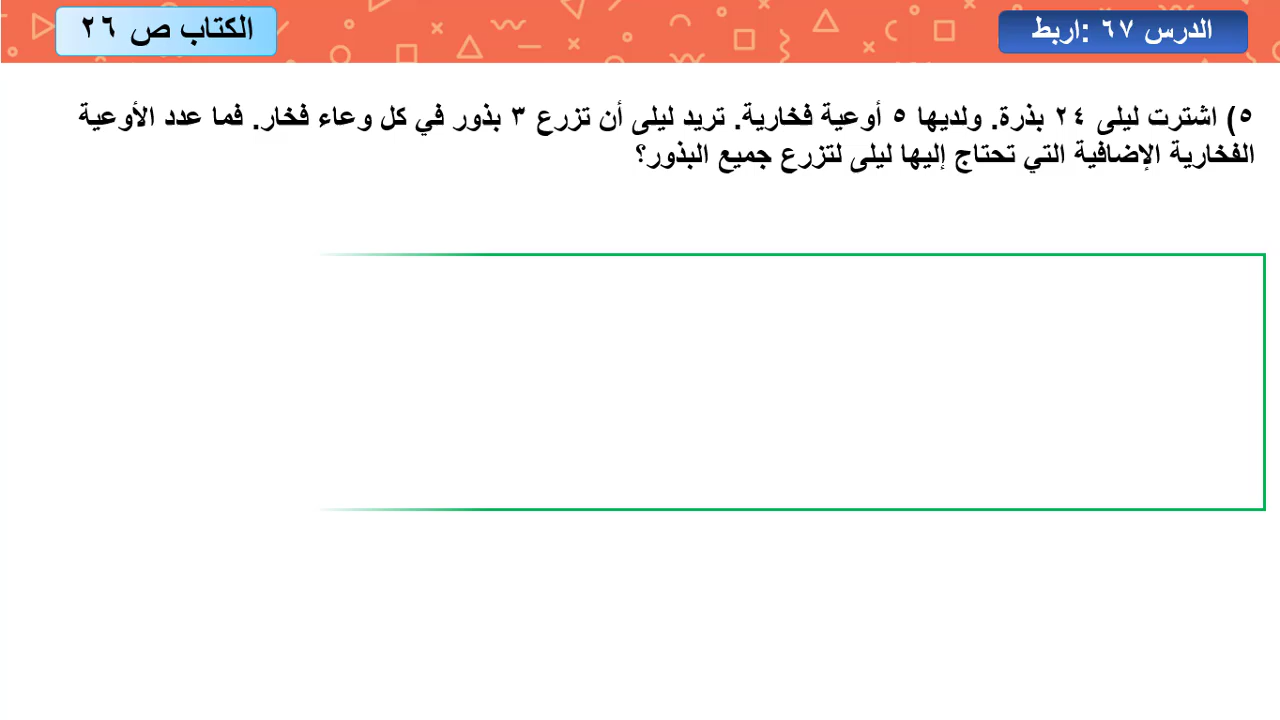 الدرس ٦٧ :اربط
الكتاب ص ٢٦
٥) اشترت ليلى ٢٤ بذرة. ولديها ٥ أوعية فخارية. تريد ليلى أن تزرع ٣ بذور في كل وعاء فخار. فما عدد الأوعية
الفخارية الإضافية التي تحتاج إليها ليلى لتزرع جميع البذور؟